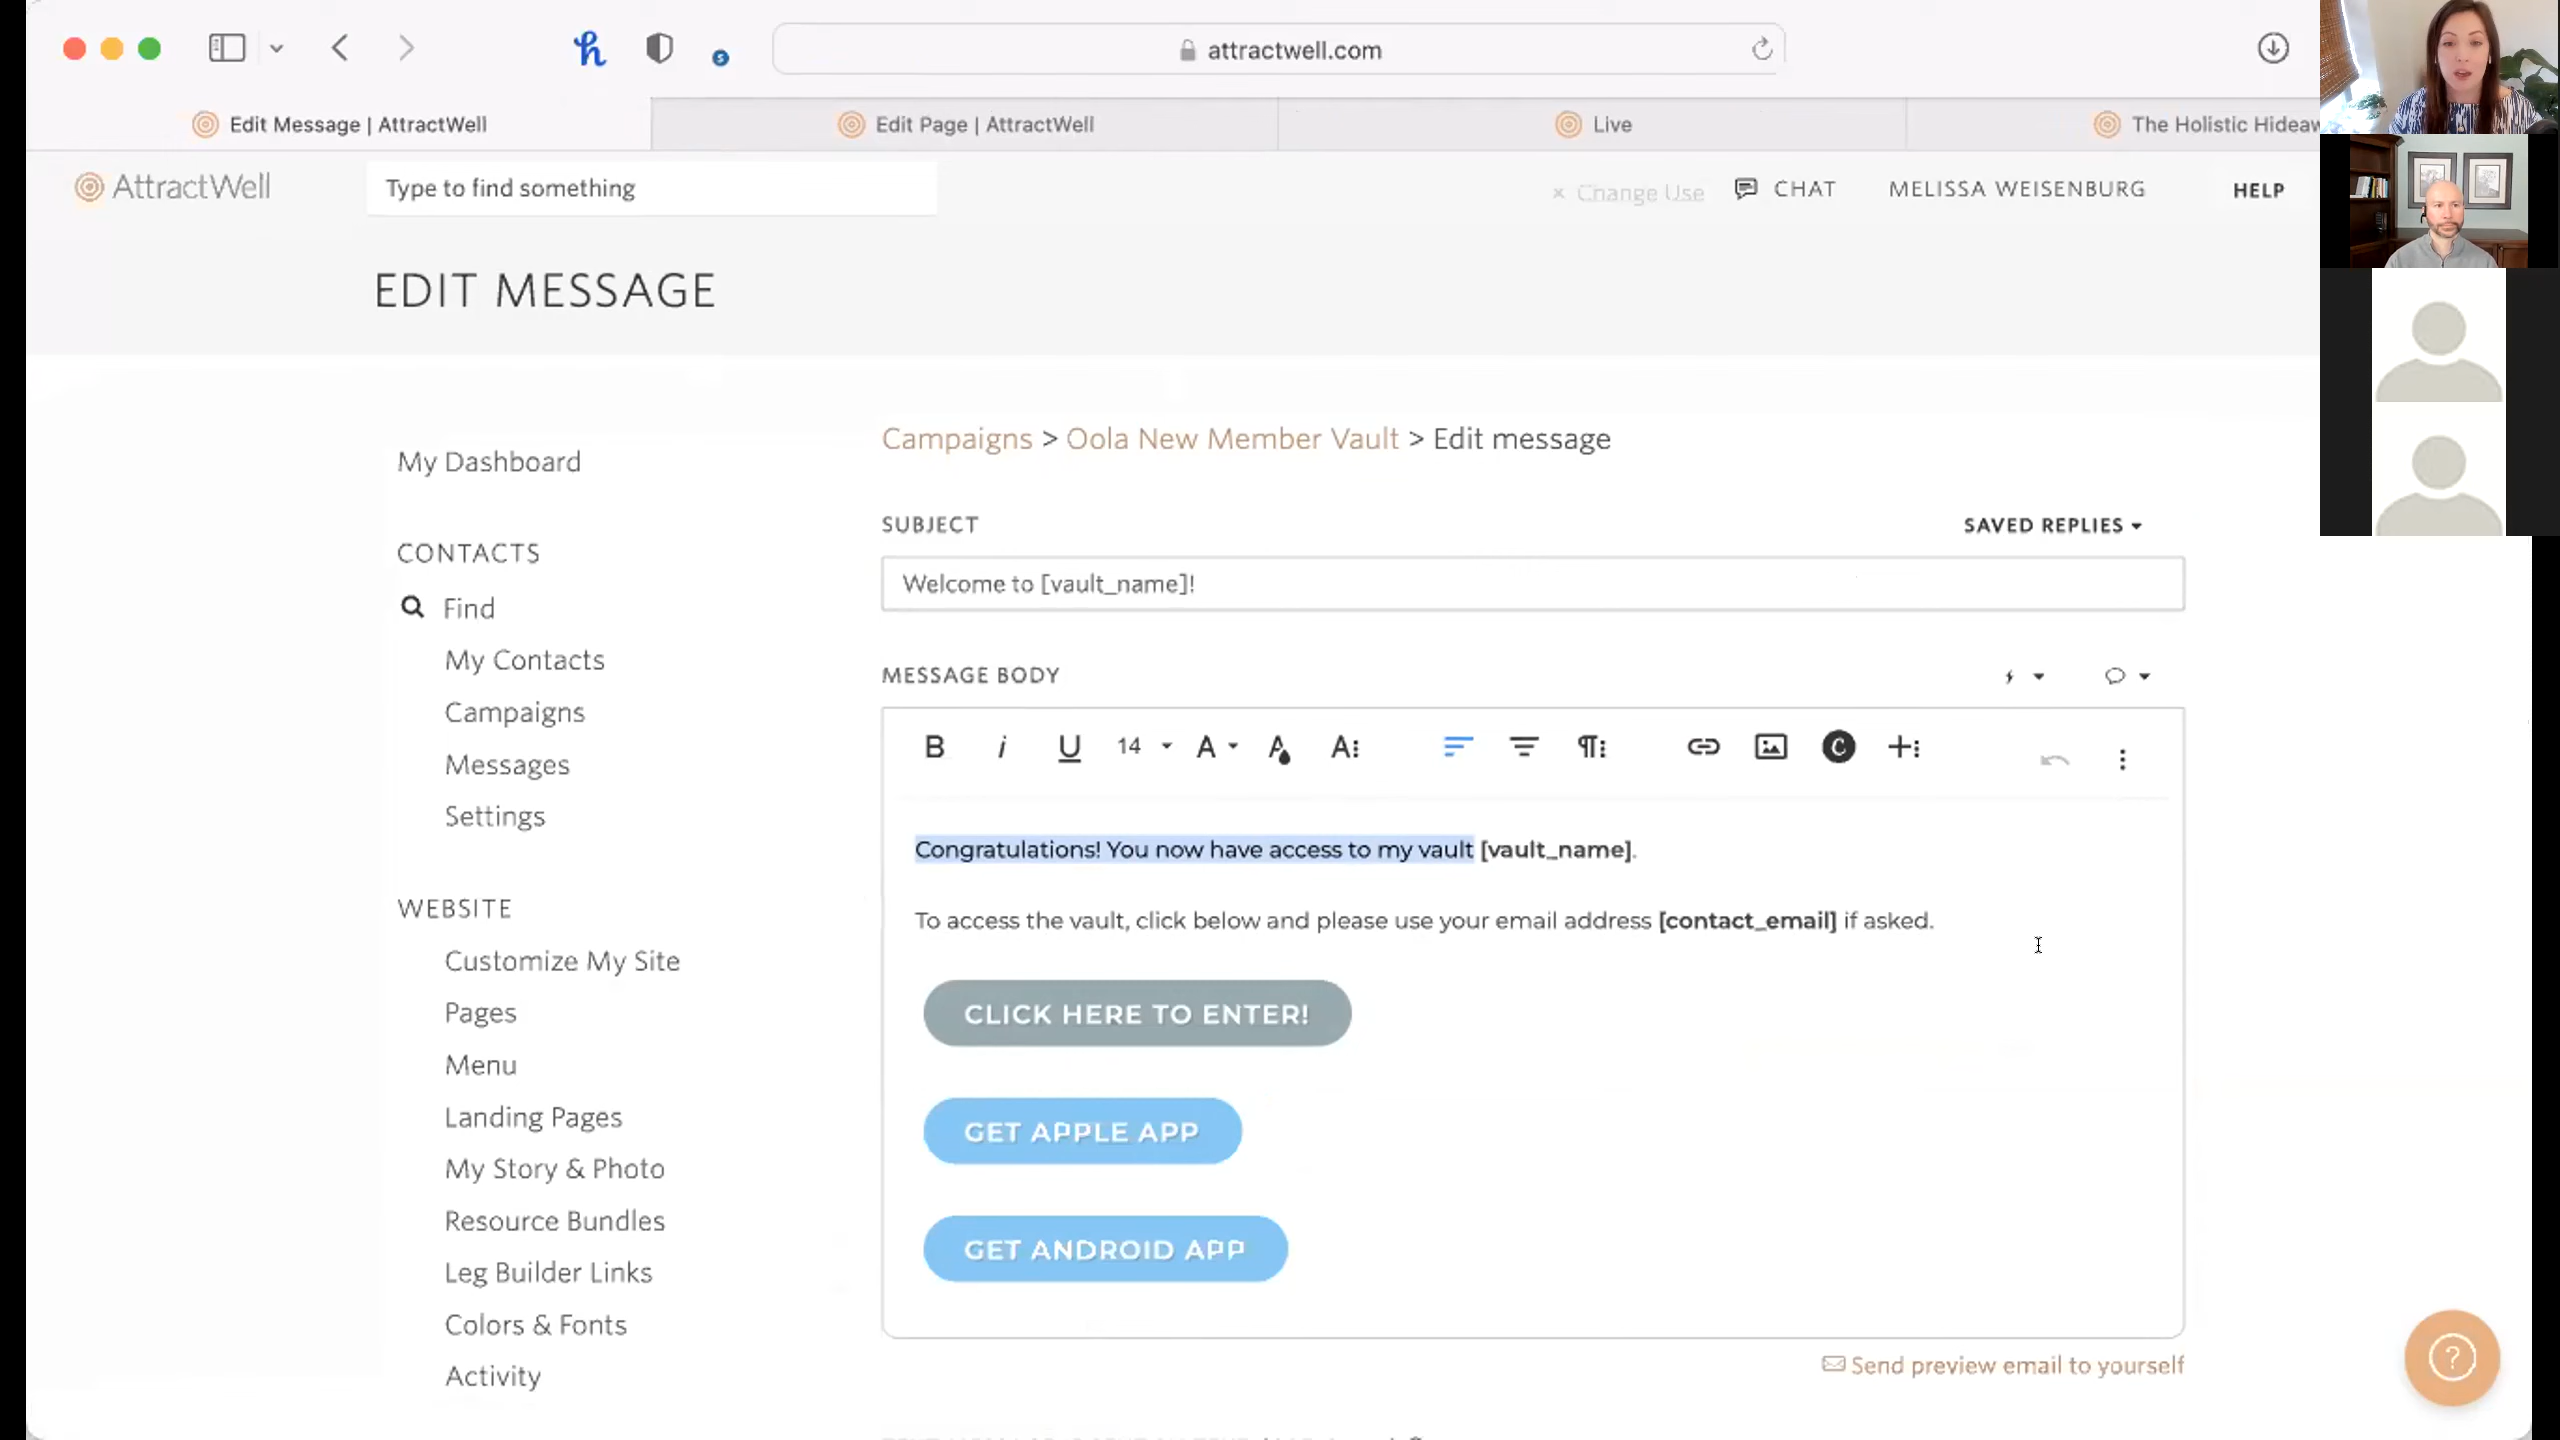 attractwell.com
Edit Message | AttractWell
Edit Page | AttractWell
Live
The Holistic Hideaw
AttractWell
Type to find something
× Change Use
CHAT
MELISSA WEISENBURG
HELP
EDIT MESSAGE
My Dashboard
CONTACTS
Find
My Contacts
Campaigns
Messages
Settings
WEBSITE
Customize My Site
Pages
Menu
Landing Pages
My Story & Photo
Resource Bundles
Leg Builder Links
Colors & Fonts
Activity
Campaigns > Oola New Member Vault > Edit message
SUBJECT
SAVED REPLIES
Welcome to [vault_name]!
MESSAGE BODY
B i U 14 A A A
Congratulations! You now have access to my vault [vault_name].
To access the vault, click below and please use your email address [contact_email] if asked.
CLICK HERE TO ENTER!
GET APPLE APP
GET ANDROID APP
Send preview email to yourself